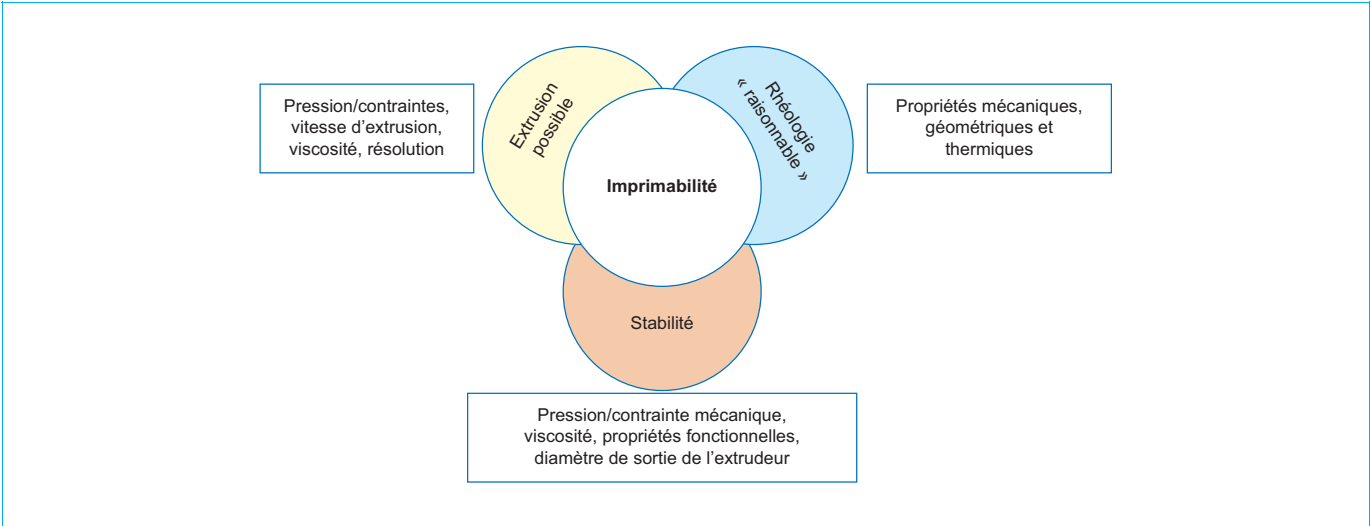 Pression/contraintes,
vitesse d'extrusion,
viscosité, résolution
Extrusion
possible
Imprimabilité
Rhéologie
« raisonnable »
Propriétés mécaniques,
géométriques et
thermiques
Stabilité
Pression/contrainte mécanique,
viscosité, propriétés fonctionnelles,
diamètre de sortie de l'extrudeur